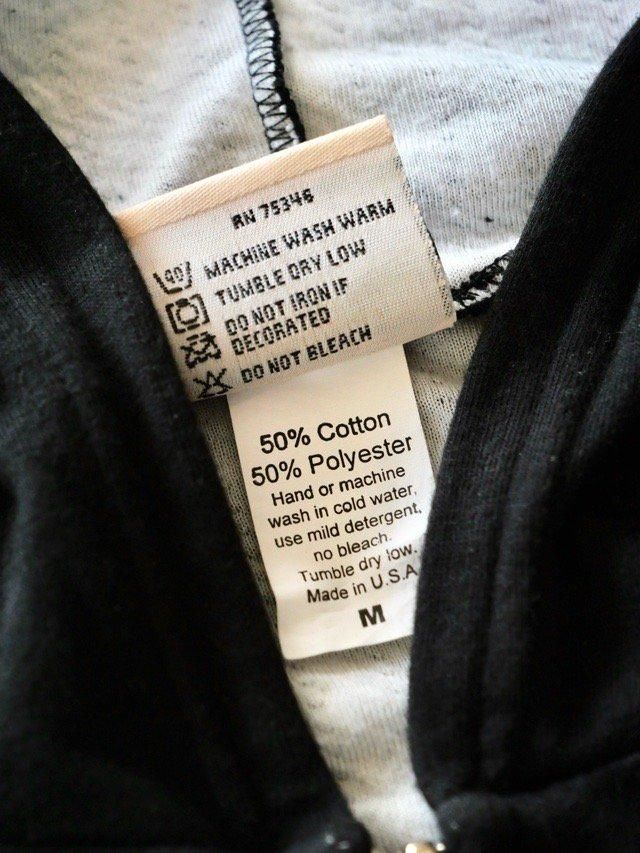 RN 75346
40 MACHINE WASH WARM
TUMBLE DRY LOW
DO NOT IRON IF
DECORATED
DO NOT BLEACH
50% Cotton
50% Polyester
Hand or machine
wash in cold water,
use mild detergent,
no bleach.
Tumble dry low.
Made in U.S.A
M